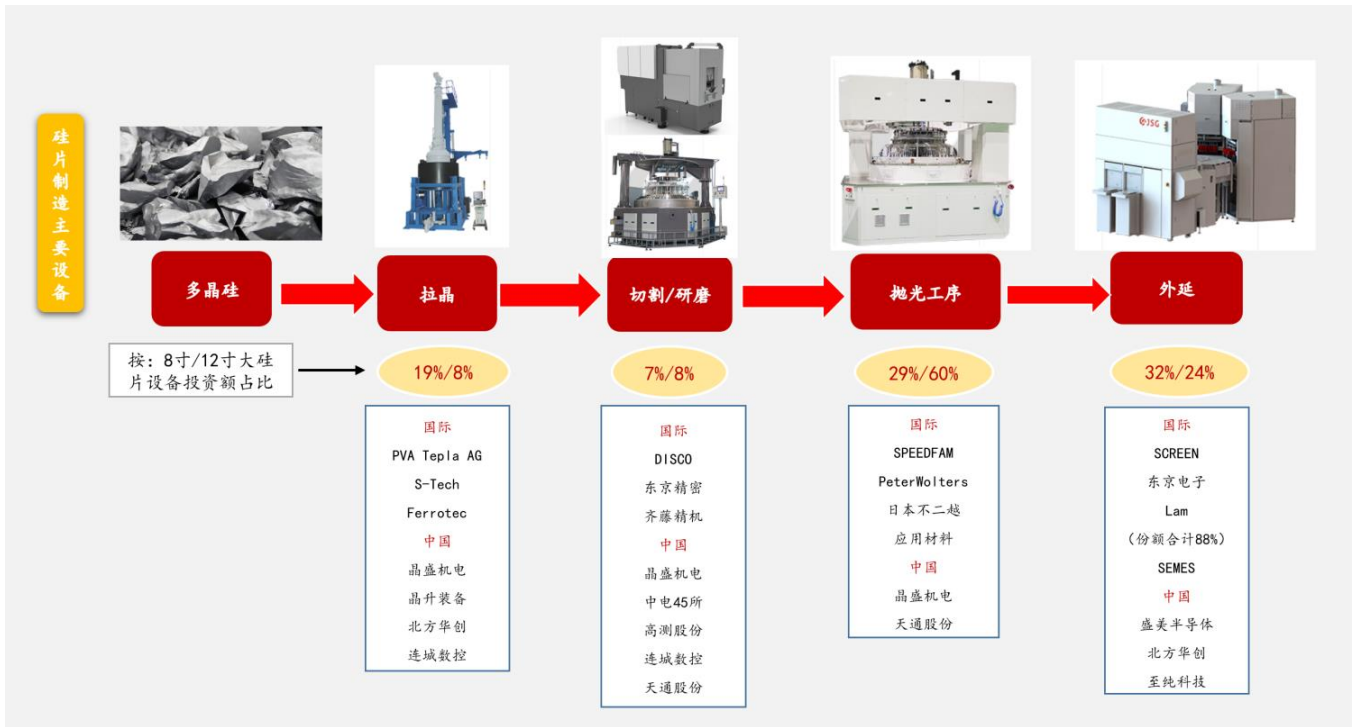 硅片制造主要设备
JSG
多晶硅
拉晶
切割/研磨
抛光工序
外延
按：8寸/12寸大硅
片设备投资额占比
19%/8%
7%/8%
29%/60%
32%/24%
国际
PVA Tepla AG
S-Tech
Ferrotec
中国
晶盛机电
晶升装备
北方华创
连城数控
国际
DISCO
东京精密
齐藤精机
中国
晶盛机电
中电45所
高测股份
连城数控
天通股份
国际
SPEEDFAM
PeterWolters
日本不二越
应用材料
中国
晶盛机电
天通股份
国际
SCREEN
东京电子
Lam
（份额合计88%）
SEMES
中国
盛美半导体
北方华创
至纯科技